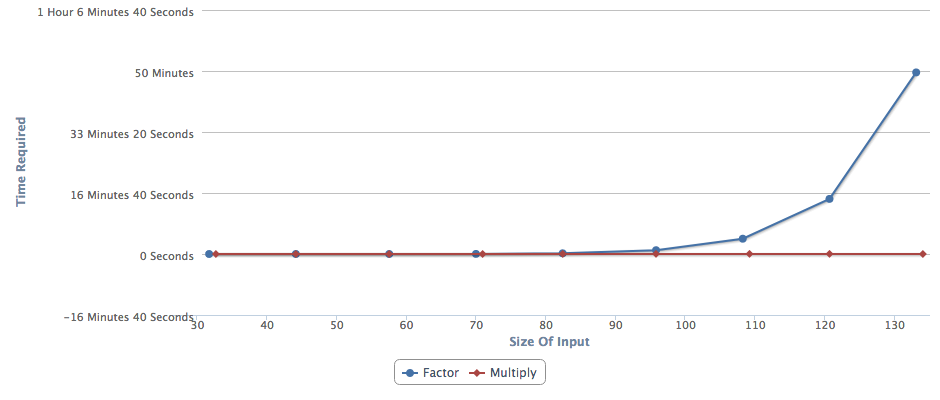 1 Hour 6 Minutes 40 Seconds
50 Minutes
33 Minutes 20 Seconds
16 Minutes 40 Seconds
0 Seconds
-16 Minutes 40 Seconds
Time Required
30 40 50 60 70 80 90 100 110 120 130
Size Of Input
Factor Multiply